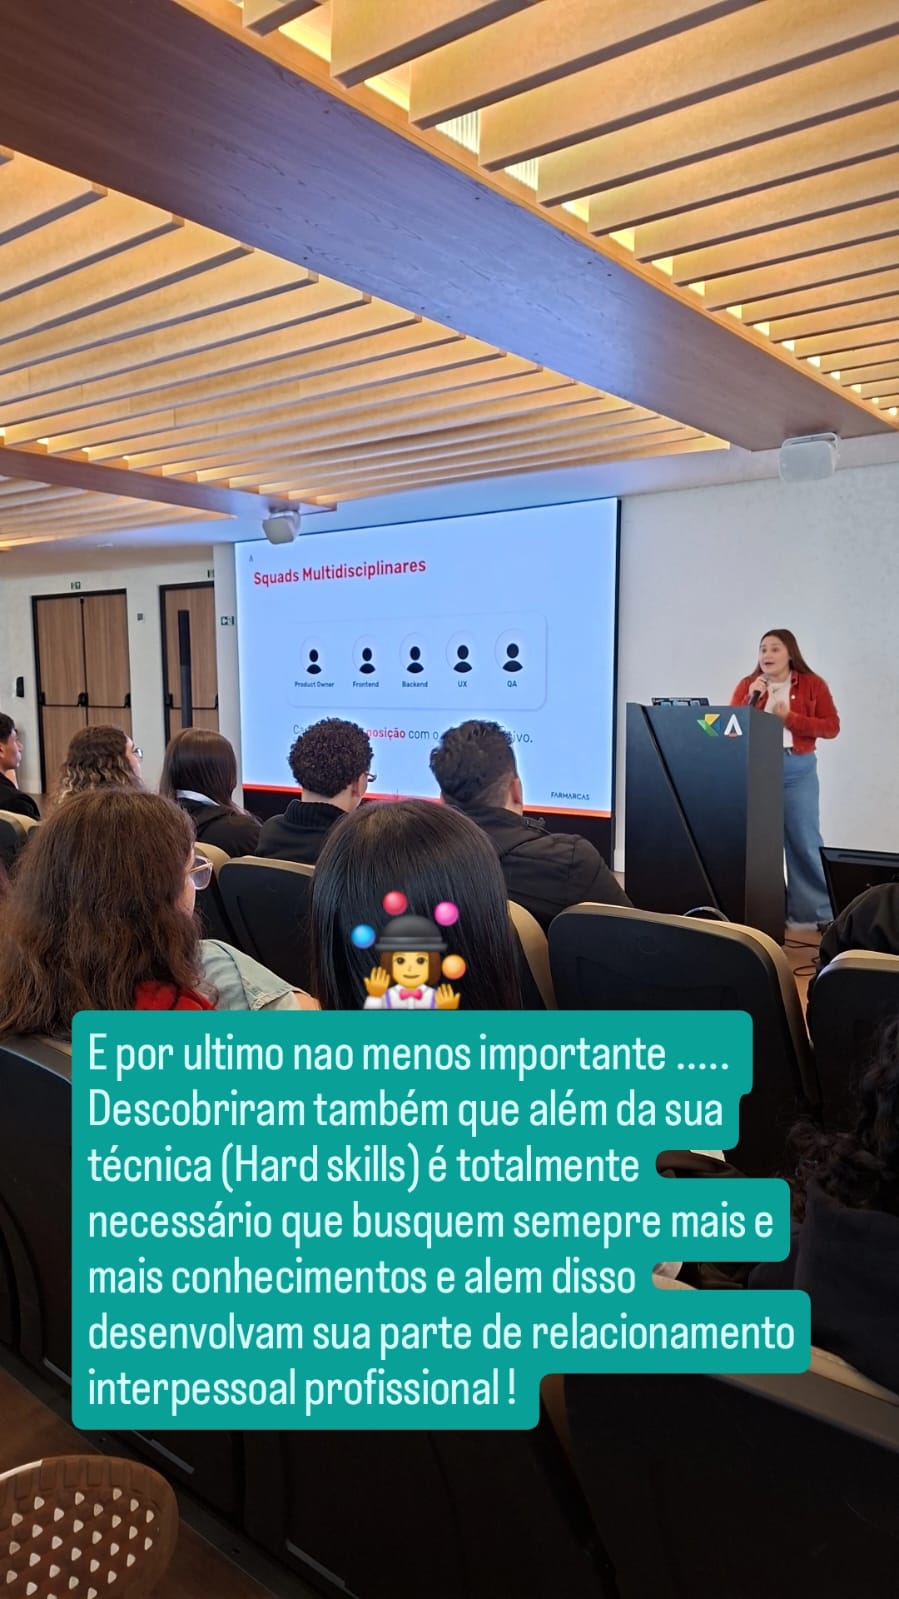 Squads Multidisciplinares
Product Owner Frontend Backend UX QA
posição com o
FARMARCAS
E por ultimo nao menos importante .....
Descobriram também que além da sua
técnica (Hard skills) é totalmente
necessário que busquem semepre mais e
mais conhecimentos e alem disso
desenvolvam sua parte de relacionamento
interpessoal profissional !